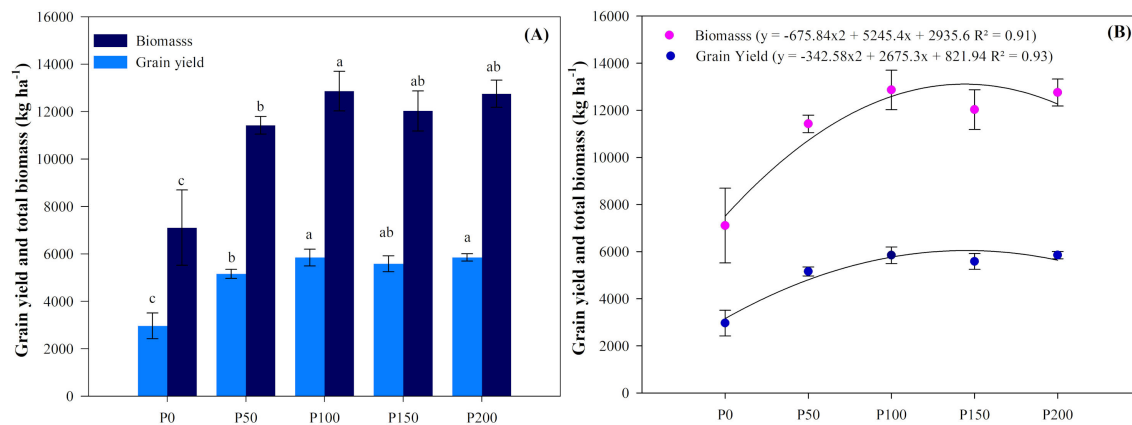 Grain yield and total biomass (kg ha⁻¹)
16000
14000
12000
10000
8000
6000
4000
2000
0
(A)
Biomasss
Grain yield
c
c
b
b
a
a
ab
ab
a
ab
P0
P50
P100
P150
P200
Grain yield and total biomass (kg ha⁻¹)
16000
14000
12000
10000
8000
6000
4000
2000
0
(B)
Biomasss (y = -675.84x2 + 5245.4x + 2935.6 R² = 0.91)
Grain Yield (y = -342.58x2 + 2675.3x + 821.94 R² = 0.93)
P0
P50
P100
P150
P200